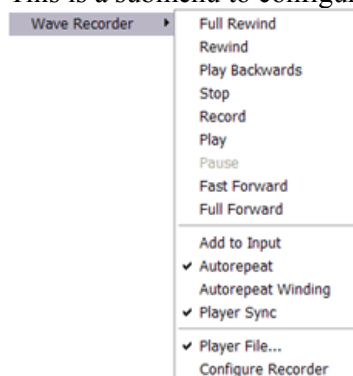 This is a submenu to configur
Wave Recorder
Full Rewind
Rewind
Play Backwards
Stop
Record
Play
Pause
Fast Forward
Full Forward
Add to Input
Autorepeat
Autorepeat Winding
Player Sync
Player File...
Configure Recorder